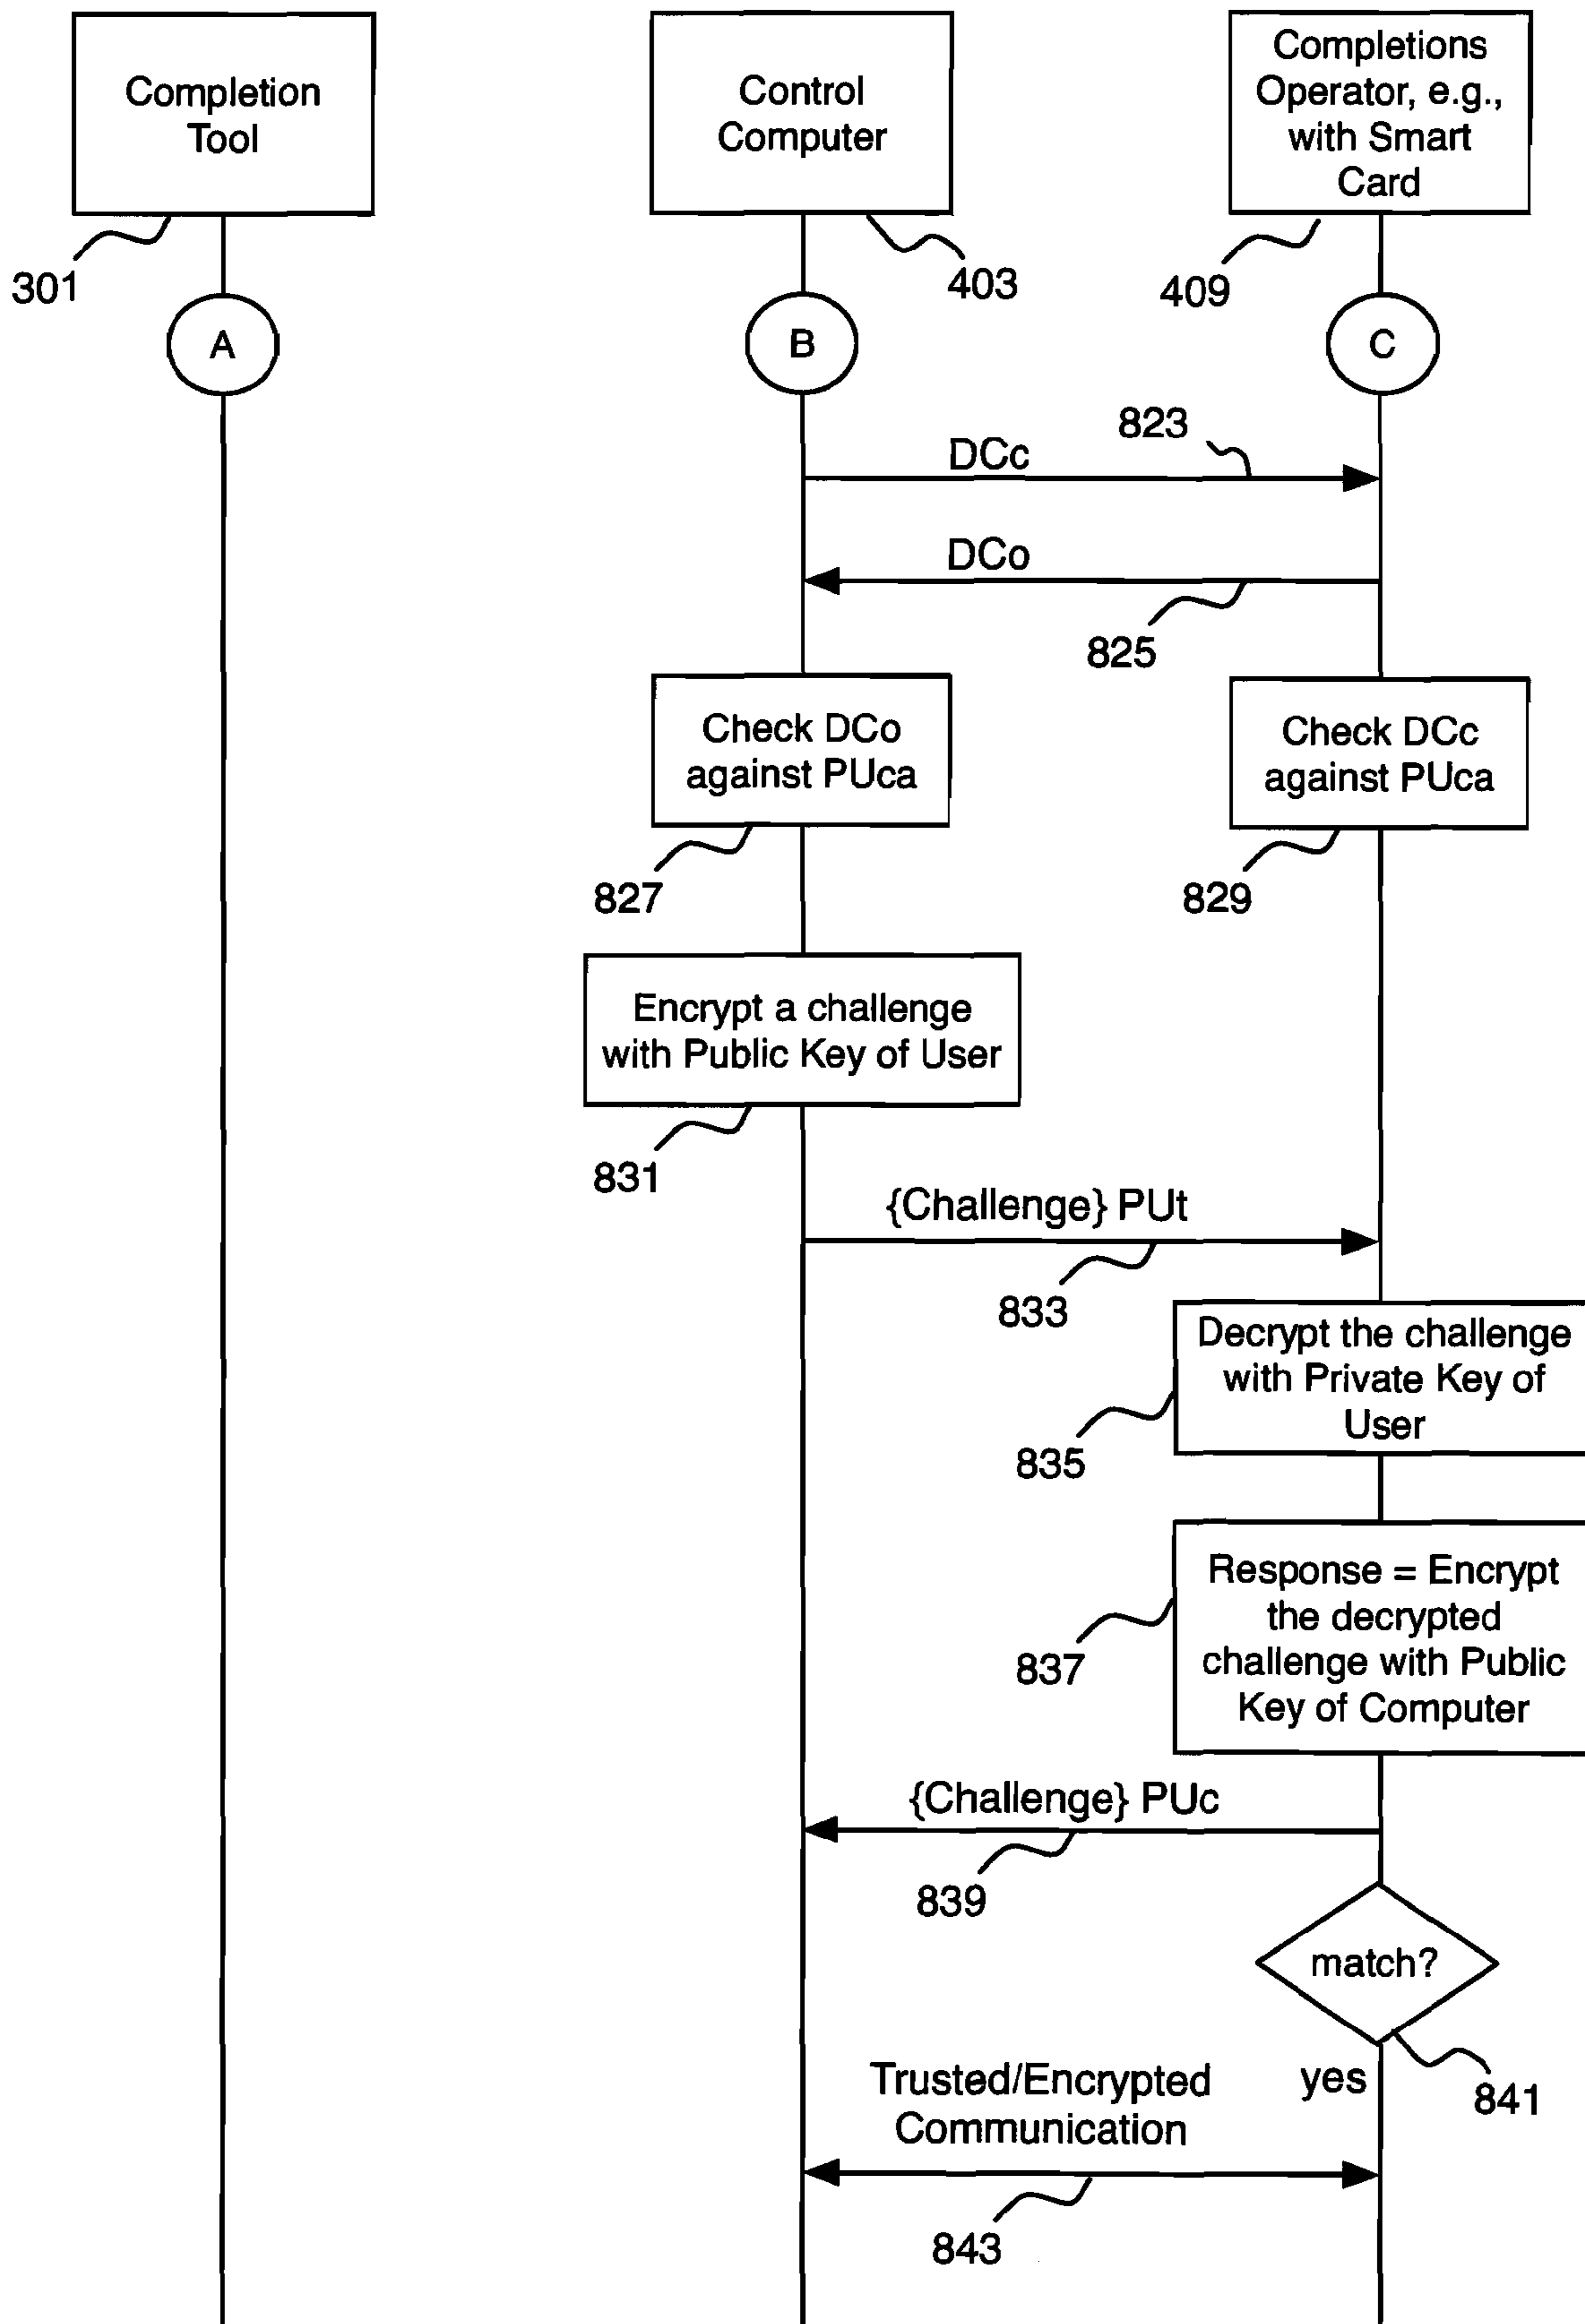 Completion
Tool
Control
Computer
Completions
Operator, e.g.,
with Smart
Card
301
403
409
A
B
C
823
DCc
DCo
825
Check DCo
against PUca
Check DCc
against PUca
827
829
Encrypt a challenge
with Public Key of User
831
{Challenge} PUt
833
Decrypt the challenge
with Private Key of
User
835
Response = Encrypt
the decrypted
challenge with Public
Key of Computer
837
{Challenge} PUc
839
match?
841
yes
Trusted/Encrypted
Communication
843